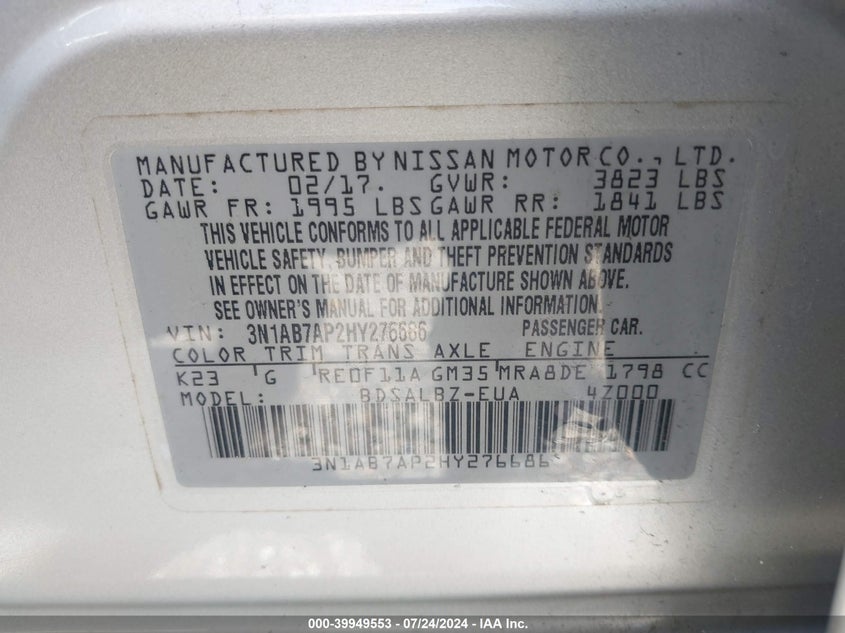 MANUFACTURED BY NISSAN MOTOR CO., LTD.
DATE: 02/17. GVWR: 3823 LBS
GAWR FR: 1995 LBS GAWR RR: 1841 LBS
THIS VEHICLE CONFORMS TO ALL APPLICABLE FEDERAL MOTOR
VEHICLE SAFETY, BUMPER AND THEFT PREVENTION STANDARDS
IN EFFECT ON THE DATE OF MANUFACTURE SHOWN ABOVE.
SEE OWNER'S MANUAL FOR ADDITIONAL INFORMATION.
VIN: 3N1AB7AP2HY276686 PASSENGER CAR.
COLOR TRIM TRANS AXLE ENGINE
K23 G RE0F11A GM35 MRA8DE 1798 CC
MODEL: BDSALBZ-EUA 4Z000
3N1AB7AP2HY276686
000-39949553 - 07/24/2024 - IAA Inc.